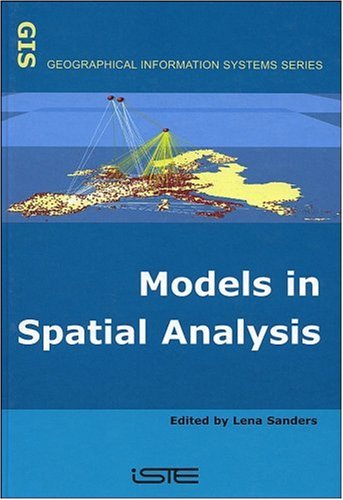 GIS
GEOGRAPHICAL INFORMATION SYSTEMS SERIES
Models in
Spatial Analysis
Edited by Lena Sanders
iSTE